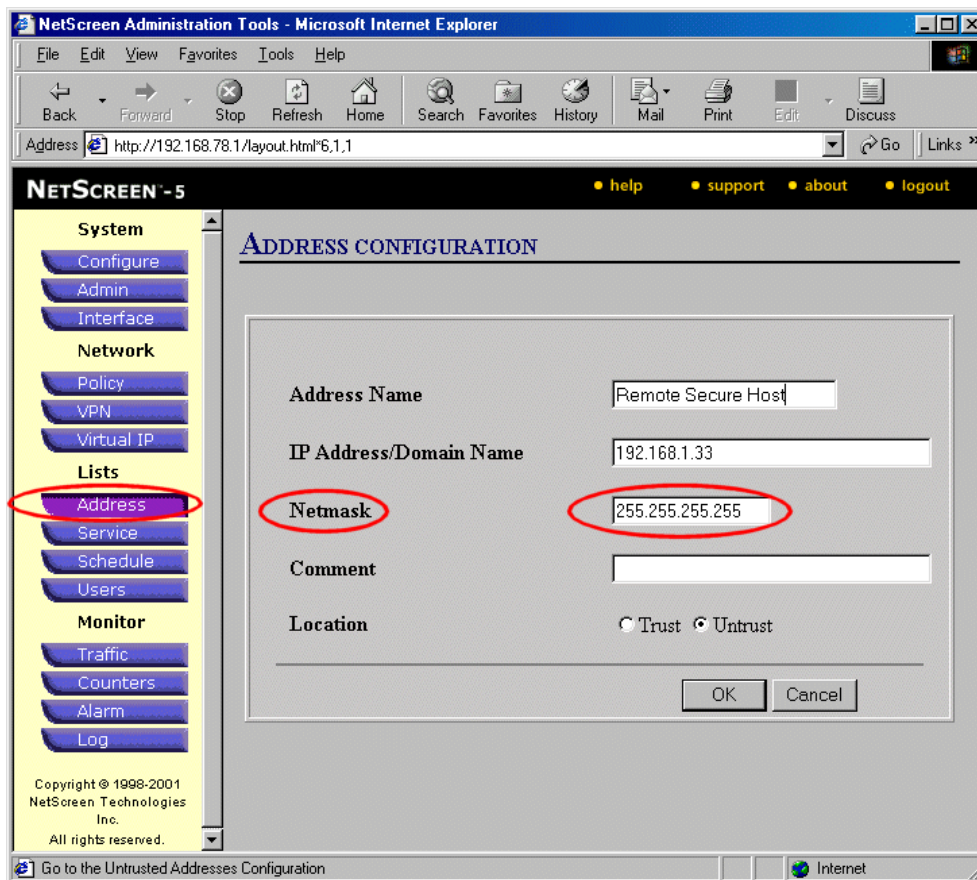 NetScreen Administration Tools - Microsoft Internet Explorer
File Edit View Favorites Tools Help
Back Forward Stop Refresh Home Search Favorites History Mail Print Edit Discuss
Address http://192.168.78.1/layout.html*6,1,1 Go Links »
NETSCREEN™-5
help support about logout
System
Configure
Admin
Interface
Network
Policy
VPN
Virtual IP
Lists
Address
Service
Schedule
Users
Monitor
Traffic
Counters
Alarm
Log
Copyright © 1998-2001
NetScreen Technologies
Inc.
All rights reserved.
ADDRESS CONFIGURATION
Address Name Remote Secure Host
IP Address/Domain Name 192.168.1.33
Netmask 255.255.255.255
Comment
Location Trust Untrust
OK Cancel
Go to the Untrusted Addresses Configuration Internet